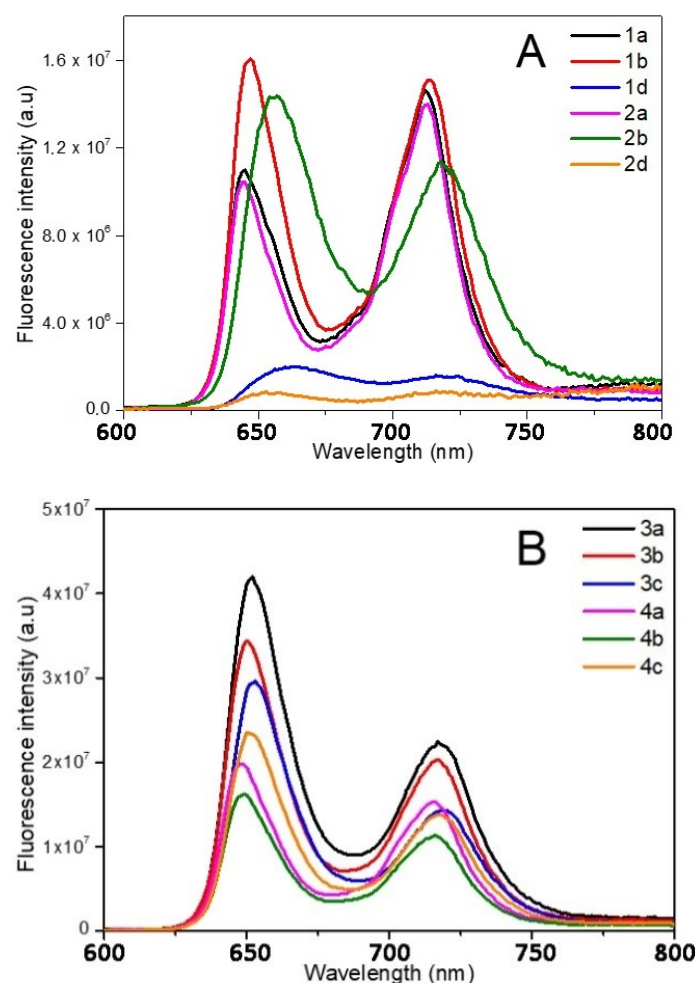 A
1a
1b
1d
2a
2b
2d
1.6 x 10⁷
1.2 x 10⁷
8.0 x 10⁶
4.0 x 10⁶
0.0
Fluorescence intensity (a.u)
600 650 700 750 800
Wavelength (nm)
B
3a
3b
3c
4a
4b
4c
5x10⁷
4x10⁷
3x10⁷
2x10⁷
1x10⁷
0
Fluorescence intensity (a.u)
600 650 700 750 800
Wavelength (nm)